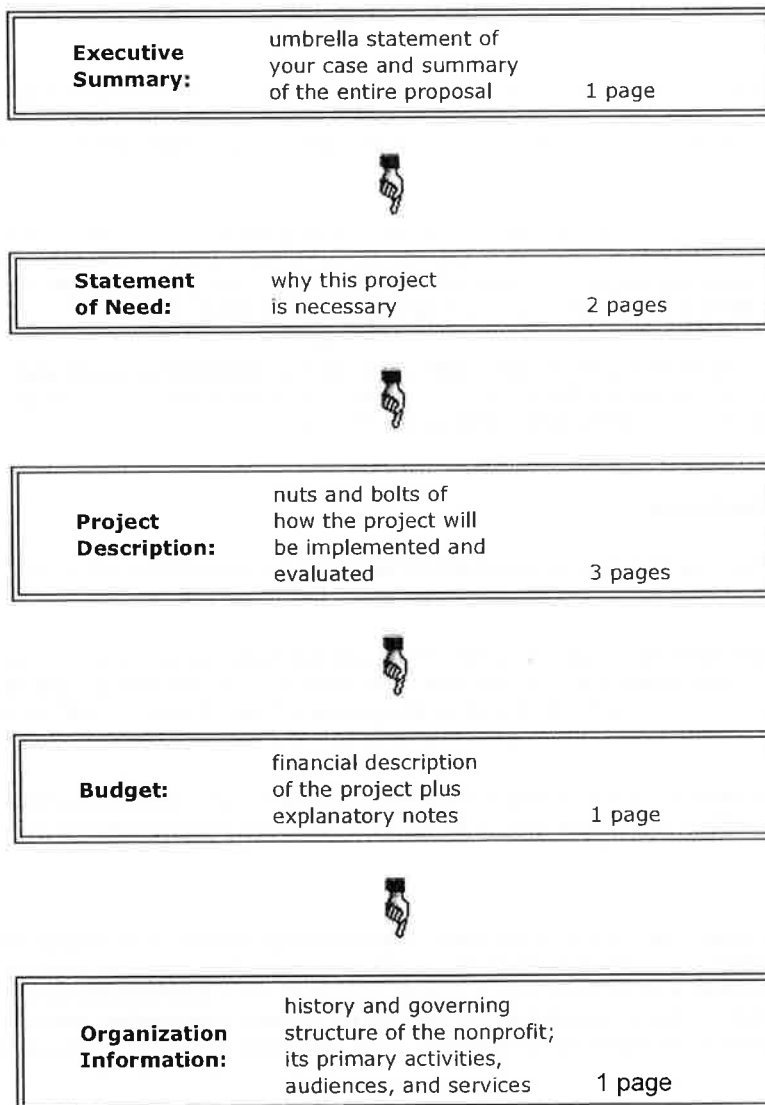 Executive Summary:
umbrella statement of
your case and summary
of the entire proposal 1 page
Statement of Need:
why this project
is necessary 2 pages
Project Description:
nuts and bolts of
how the project will
be implemented and
evaluated 3 pages
Budget:
financial description
of the project plus
explanatory notes 1 page
Organization Information:
history and governing
structure of the nonprofit;
its primary activities,
audiences, and services 1 page